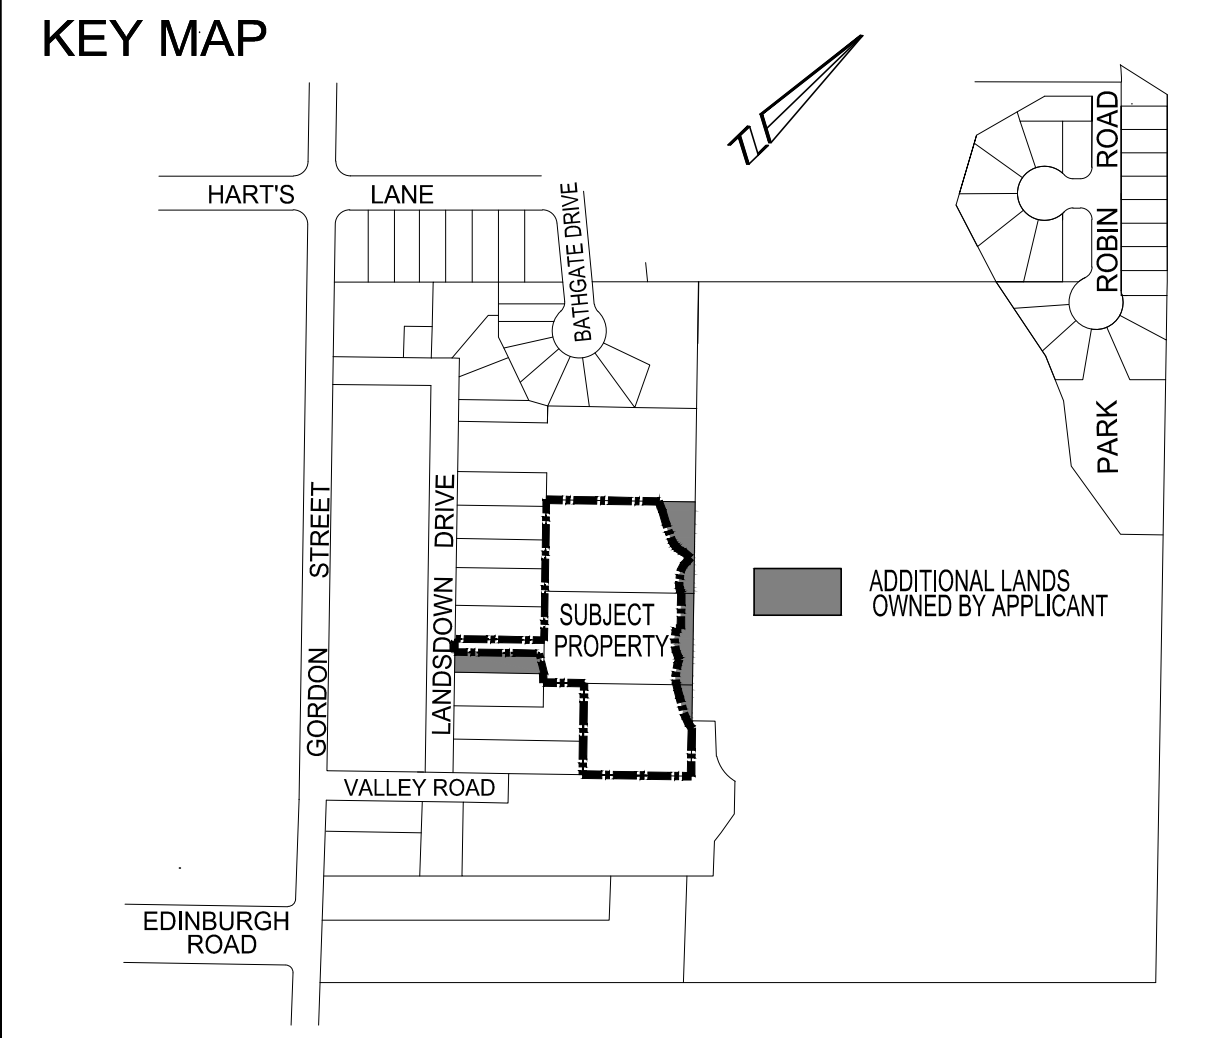 KEY MAP
HART'S LANE
BATHGATE DRIVE
ROBIN ROAD
PARK
GORDON STREET
LANSDOWN DRIVE
SUBJECT
PROPERTY
ADDITIONAL LANDS
OWNED BY APPLICANT
VALLEY ROAD
EDINBURGH
ROAD